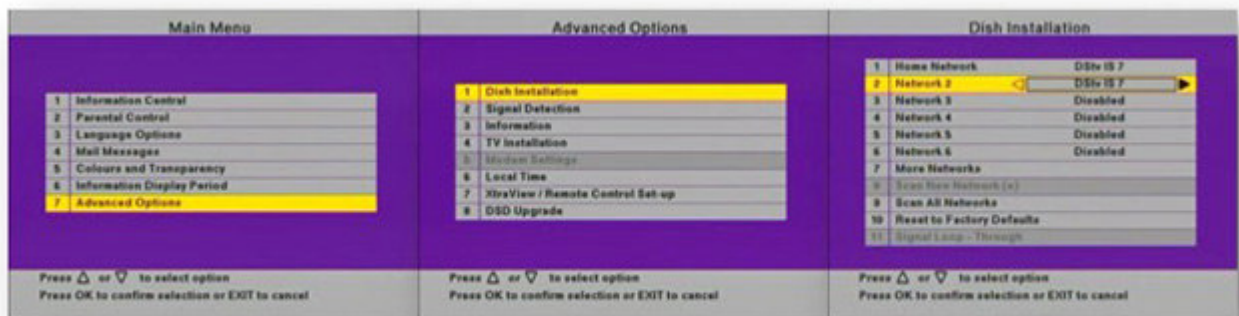 Main Menu
1 Information Central
2 Parental Control
3 Language Options
4 Mail Messages
5 Colours and Transparency
6 Information Display Period
7 Advanced Options
Press △ or ▽ to select option
Press OK to confirm selection or EXIT to cancel
Advanced Options
1 Dish Installation
2 Signal Detection
3 Information
4 TV Installation
5 Modem Settings
6 Local Time
7 XtraView / Remote Control Set-up
8 DSD Upgrade
Press △ or ▽ to select option
Press OK to confirm selection or EXIT to cancel
Dish Installation
1 Home Network DStv IS 7
2 Network 2 DStv IS 7
3 Network 3 Disabled
4 Network 4 Disabled
5 Network 5 Disabled
6 Network 6 Disabled
7 More Networks
8 Scan New Network (s)
9 Scan All Networks
10 Reset to Factory Defaults
11 Signal Loop - Through
Press △ or ▽ to select option
Press OK to confirm selection or EXIT to cancel